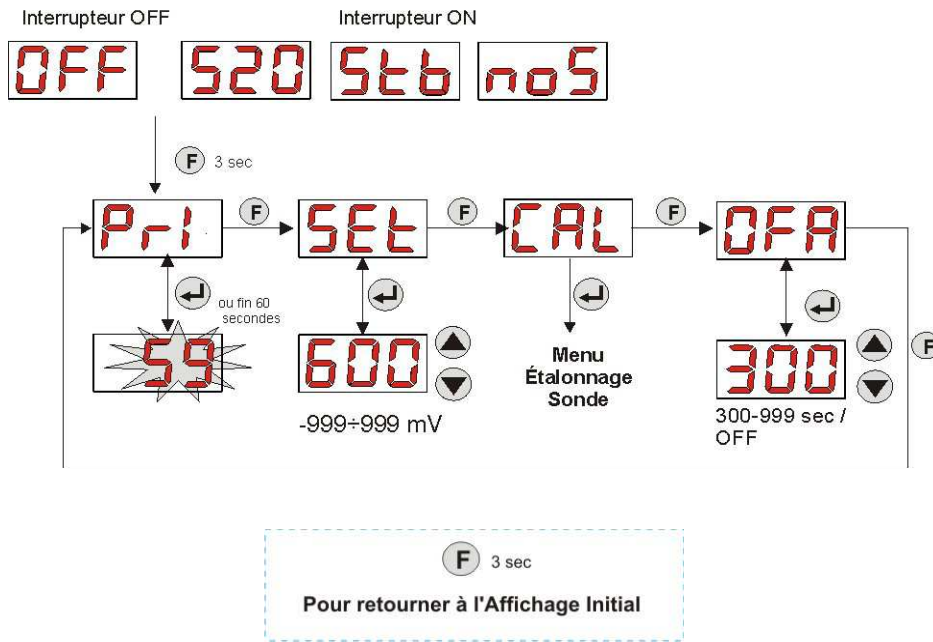 Interrupteur OFF
Interrupteur ON
OFF
520
Stb
noS
F 3 sec
PrI
F
SEt
F
CAL
F
OFA
ou fin 60
secondes
59
600
Menu
Étalonnage
Sonde
300
F
-999÷999 mV
300-999 sec /
OFF
F 3 sec
Pour retourner à l'Affichage Initial